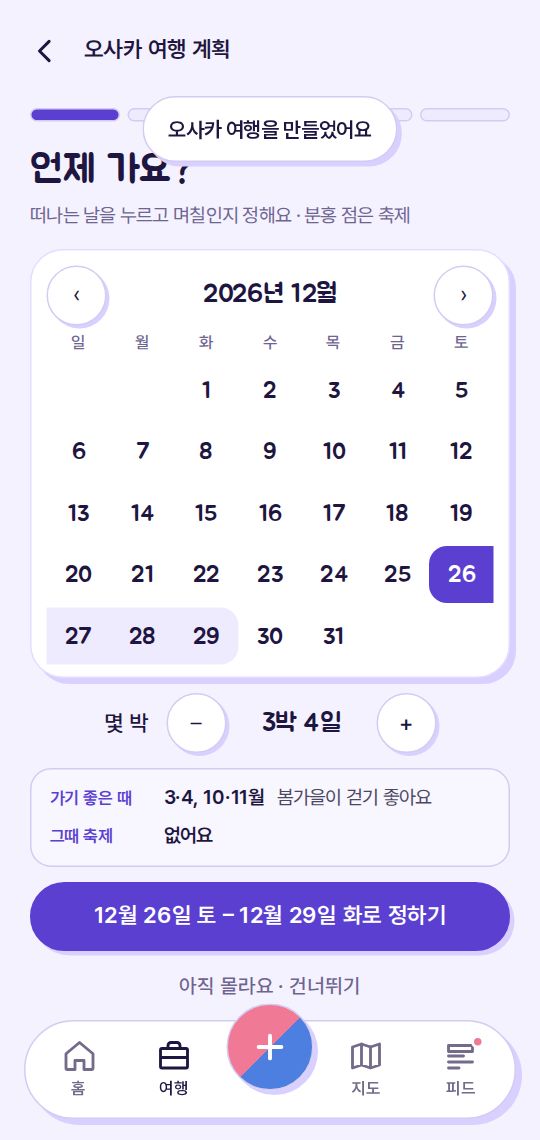 오사카 여행 계획
오사카 여행을 만들었어요
언제 가요?
떠나는 날을 누르고 며칠인지 정해요 · 분홍 점은 축제
‹ 2026년 12월 ›
일 월 화 수 목 금 토
1 2 3 4 5
6 7 8 9 10 11 12
13 14 15 16 17 18 19
20 21 22 23 24 25 26
27 28 29 30 31
몇 박 − 3박 4일 +
가기 좋은 때 3·4, 10·11월 봄가을이 걷기 좋아요
그때 축제 없어요
12월 26일 토 – 12월 29일 화로 정하기
아직 몰라요 · 건너뛰기
홈 여행 지도 피드